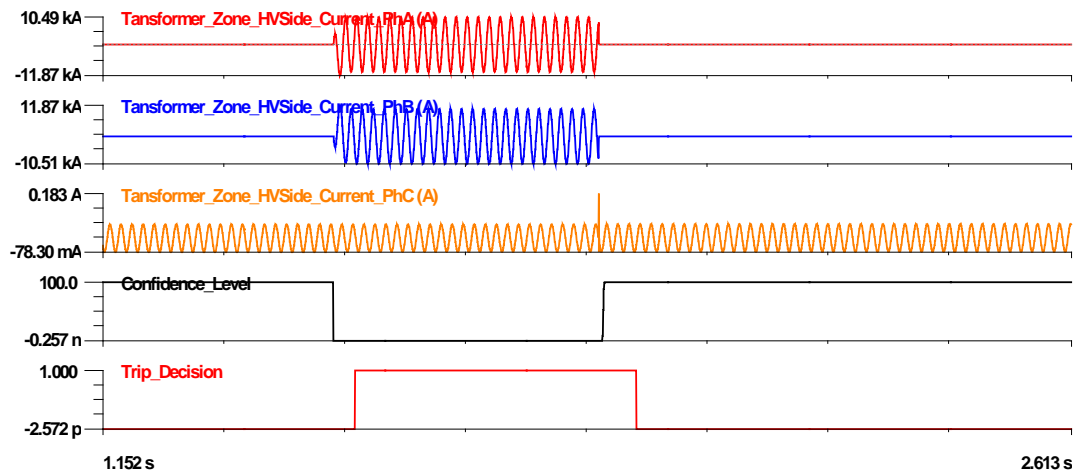 10.49 kA
Tansformer_Zone_HVSide_Current_PhA (A)
-11.87 kA
11.87 kA
Tansformer_Zone_HVSide_Current_PhB (A)
-10.51 kA
0.183 A
Tansformer_Zone_HVSide_Current_PhC (A)
-78.30 mA
100.0
Confidence_Level
-0.257 n
1.000
Trip_Decision
-2.572 p
1.152 s
2.613 s